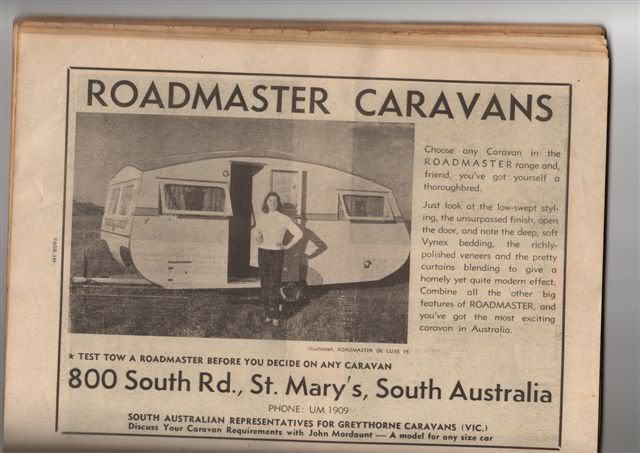 ROADMASTER CARAVANS
Choose any Caravan in the
ROADMASTER range and,
friend, you've got yourself a
thoroughbred.
Just look at the low-swept styl-
ing, the unsurpassed finish, open
the door, and note the deep, soft
Vynex bedding, the richly-
polished veneers and the pretty
curtains blending to give a
homely yet quite modern effect.
Combine all the other big
features of ROADMASTER, and
you've got the most exciting
caravan in Australia.
Illustrated, ROADMASTER DE LUXE 15
★ TEST TOW A ROADMASTER BEFORE YOU DECIDE ON ANY CARAVAN
800 South Rd., St. Mary's, South Australia
PHONE: UM 1909
SOUTH AUSTRALIAN REPRESENTATIVES FOR GREYTHORNE CARAVANS (VIC.)
Discuss Your Caravan Requirements with John Mordaunt — A model for any size car